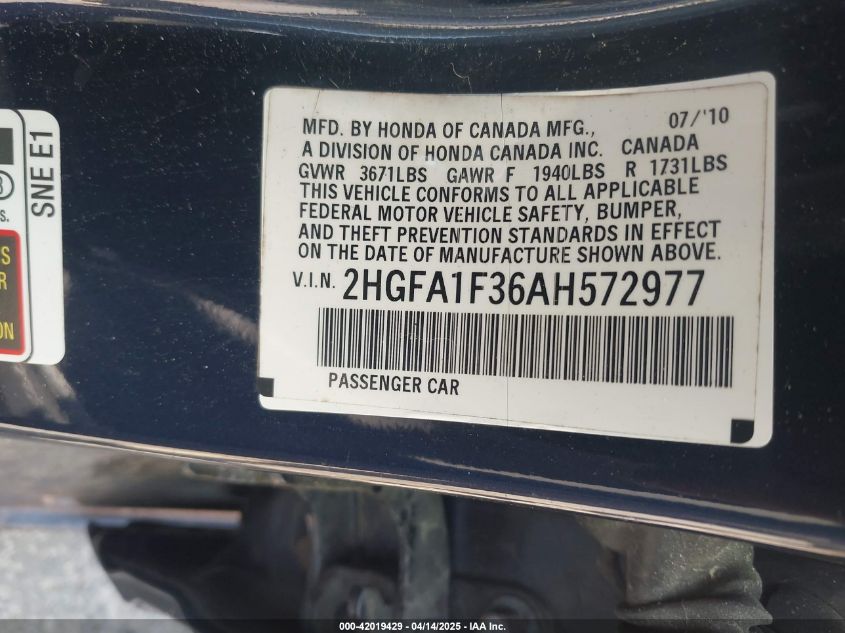 MFD. BY HONDA OF CANADA MFG., 07/'10
A DIVISION OF HONDA CANADA INC. CANADA
GVWR 3671LBS GAWR F 1940LBS R 1731LBS
THIS VEHICLE CONFORMS TO ALL APPLICABLE
FEDERAL MOTOR VEHICLE SAFETY, BUMPER,
AND THEFT PREVENTION STANDARDS IN EFFECT
ON THE DATE OF MANUFACTURE SHOWN ABOVE.
V.I.N. 2HGFA1F36AH572977
PASSENGER CAR
SNE E1
S.
S
R
ON
000-42019429 - 04/14/2025 - IAA Inc.